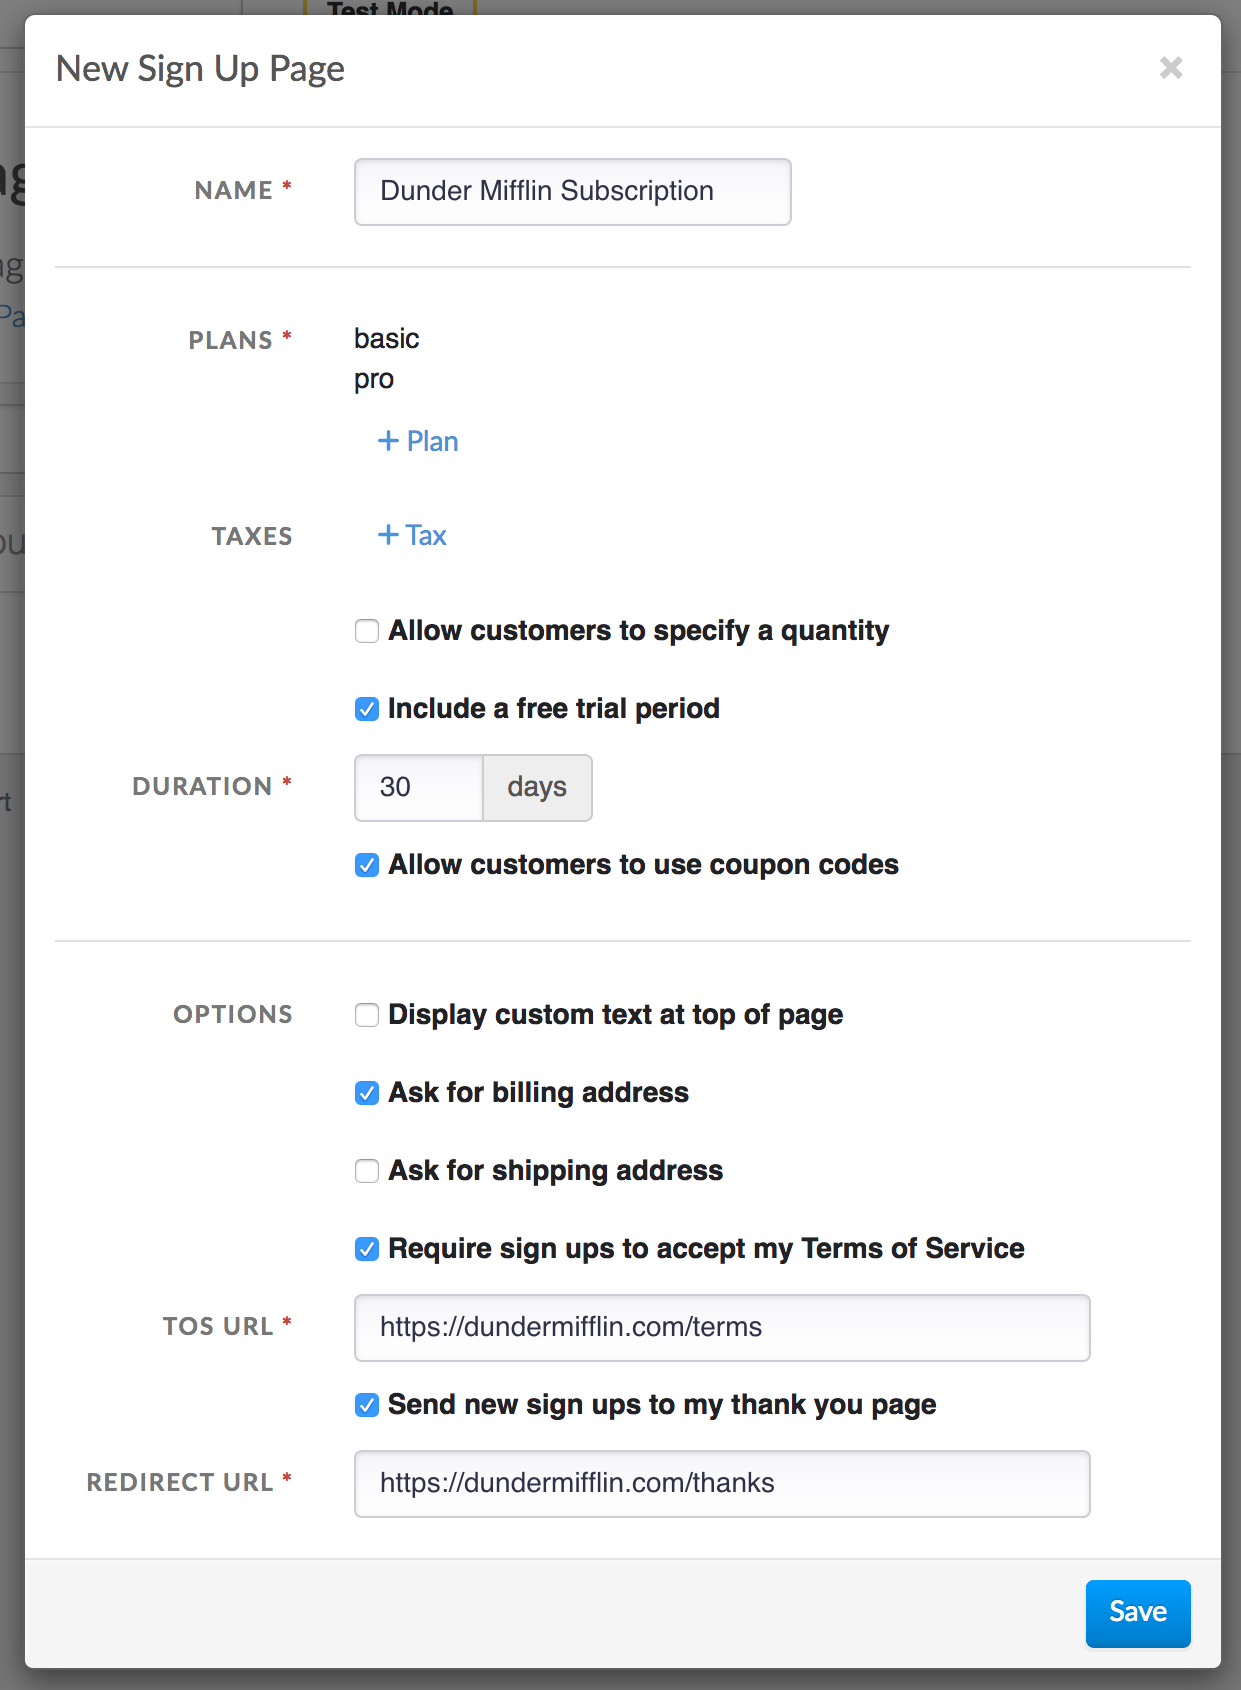 Test Mode
New Sign Up Page
NAME *
Dunder Mifflin Subscription
PLANS *
basic
pro
+ Plan
TAXES
+ Tax
Allow customers to specify a quantity
Include a free trial period
DURATION *
30 days
Allow customers to use coupon codes
OPTIONS
Display custom text at top of page
Ask for billing address
Ask for shipping address
Require sign ups to accept my Terms of Service
TOS URL *
https://dundermifflin.com/terms
Send new sign ups to my thank you page
REDIRECT URL *
https://dundermifflin.com/thanks
Save